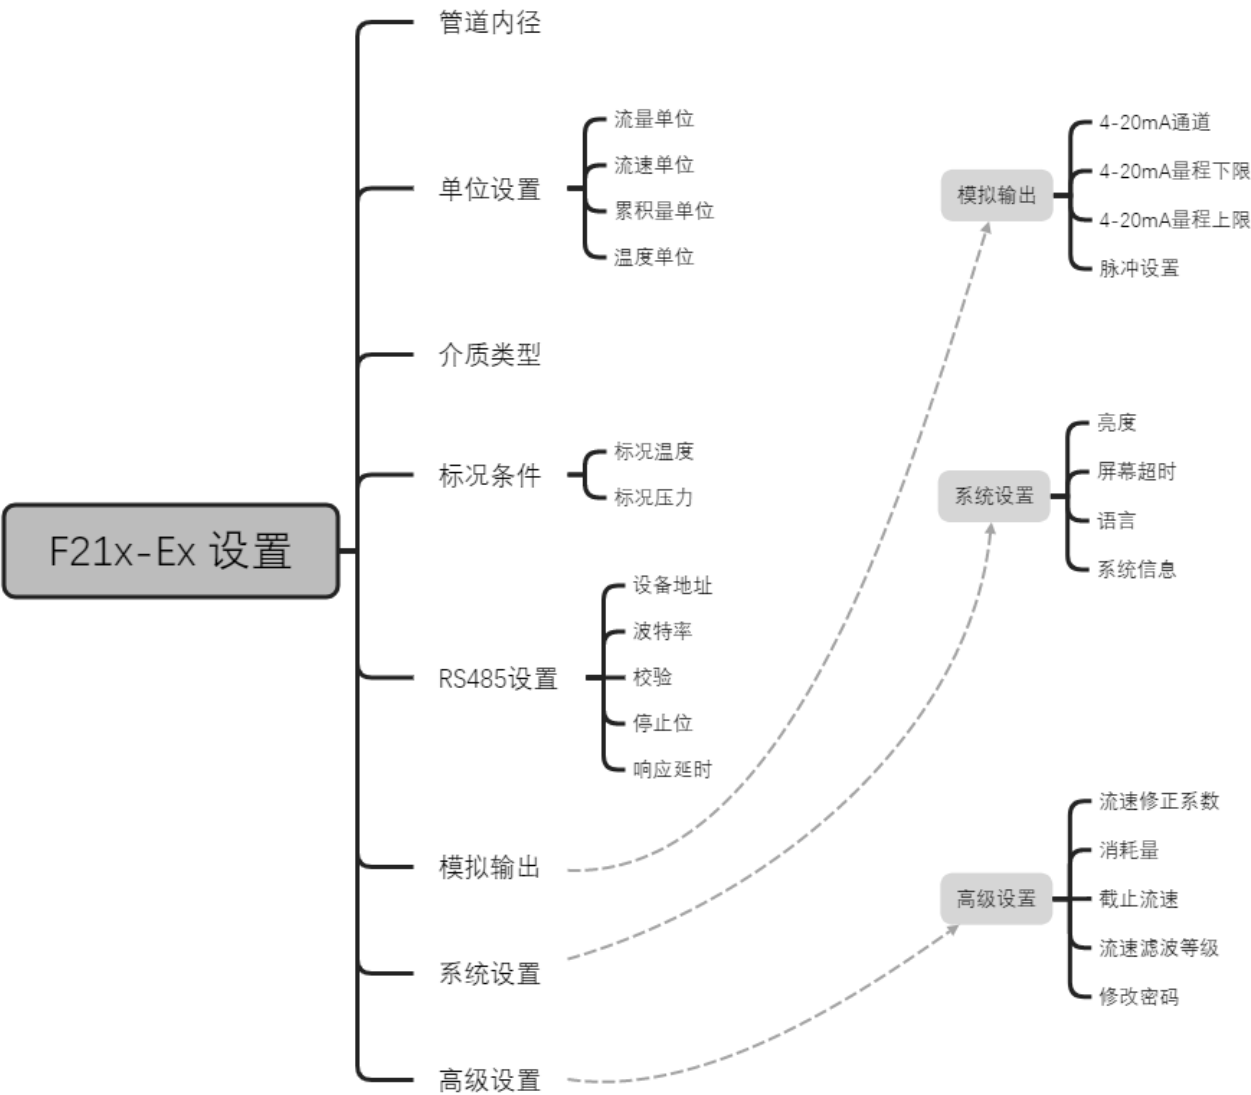 F21x-Ex 设置
管道内径
单位设置
流量单位
流速单位
累积量单位
温度单位
介质类型
标况条件
标况温度
标况压力
RS485设置
设备地址
波特率
校验
停止位
响应延时
模拟输出
系统设置
高级设置
模拟输出
4-20mA通道
4-20mA量程下限
4-20mA量程上限
脉冲设置
系统设置
亮度
屏幕超时
语言
系统信息
高级设置
流速修正系数
消耗量
截止流速
流速滤波等级
修改密码